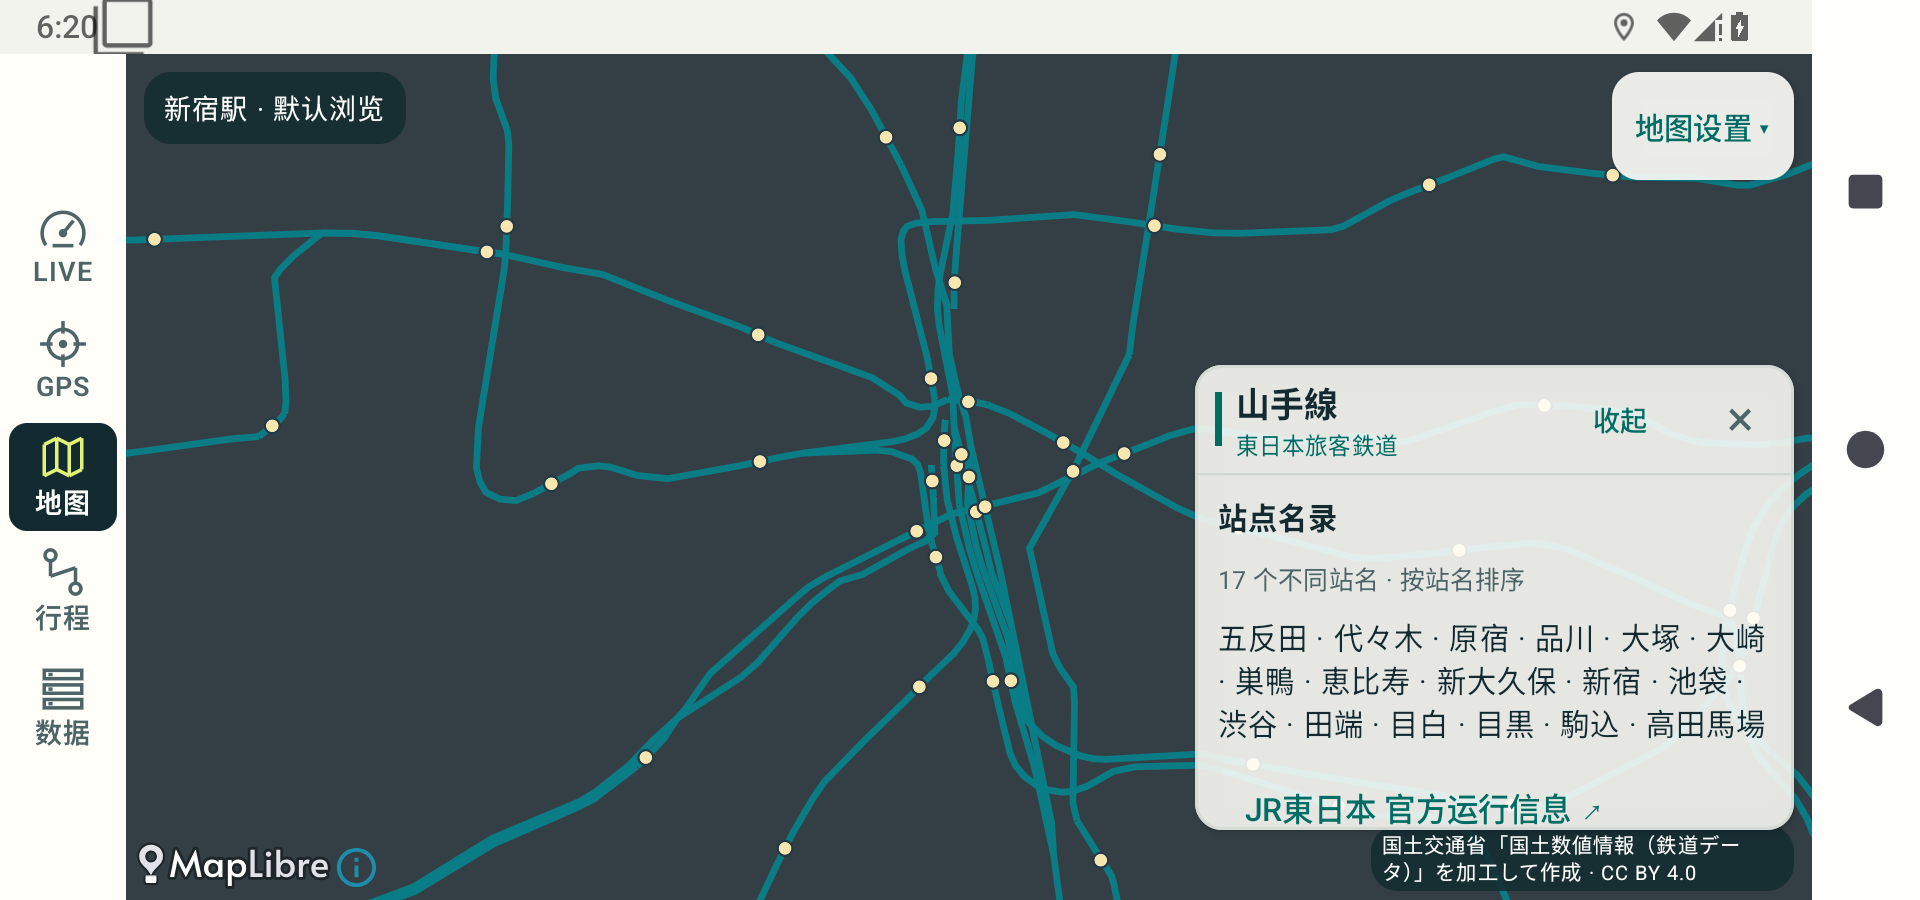 6:20
新宿駅 · 默认浏览
地图设置 ▾
LIVE
GPS
地图
行程
数据
山手線
東日本旅客鉄道
收起
站点名录
17 个不同站名 · 按站名排序
五反田 · 代々木 · 原宿 · 品川 · 大塚 · 大崎
· 巣鴨 · 恵比寿 · 新大久保 · 新宿 · 池袋 ·
渋谷 · 田端 · 目白 · 目黒 · 駒込 · 高田馬場
JR東日本 官方运行信息 ↗
国土交通省「国土数値情報（鉄道デー
タ）」を加工して作成 · CC BY 4.0
MapLibre